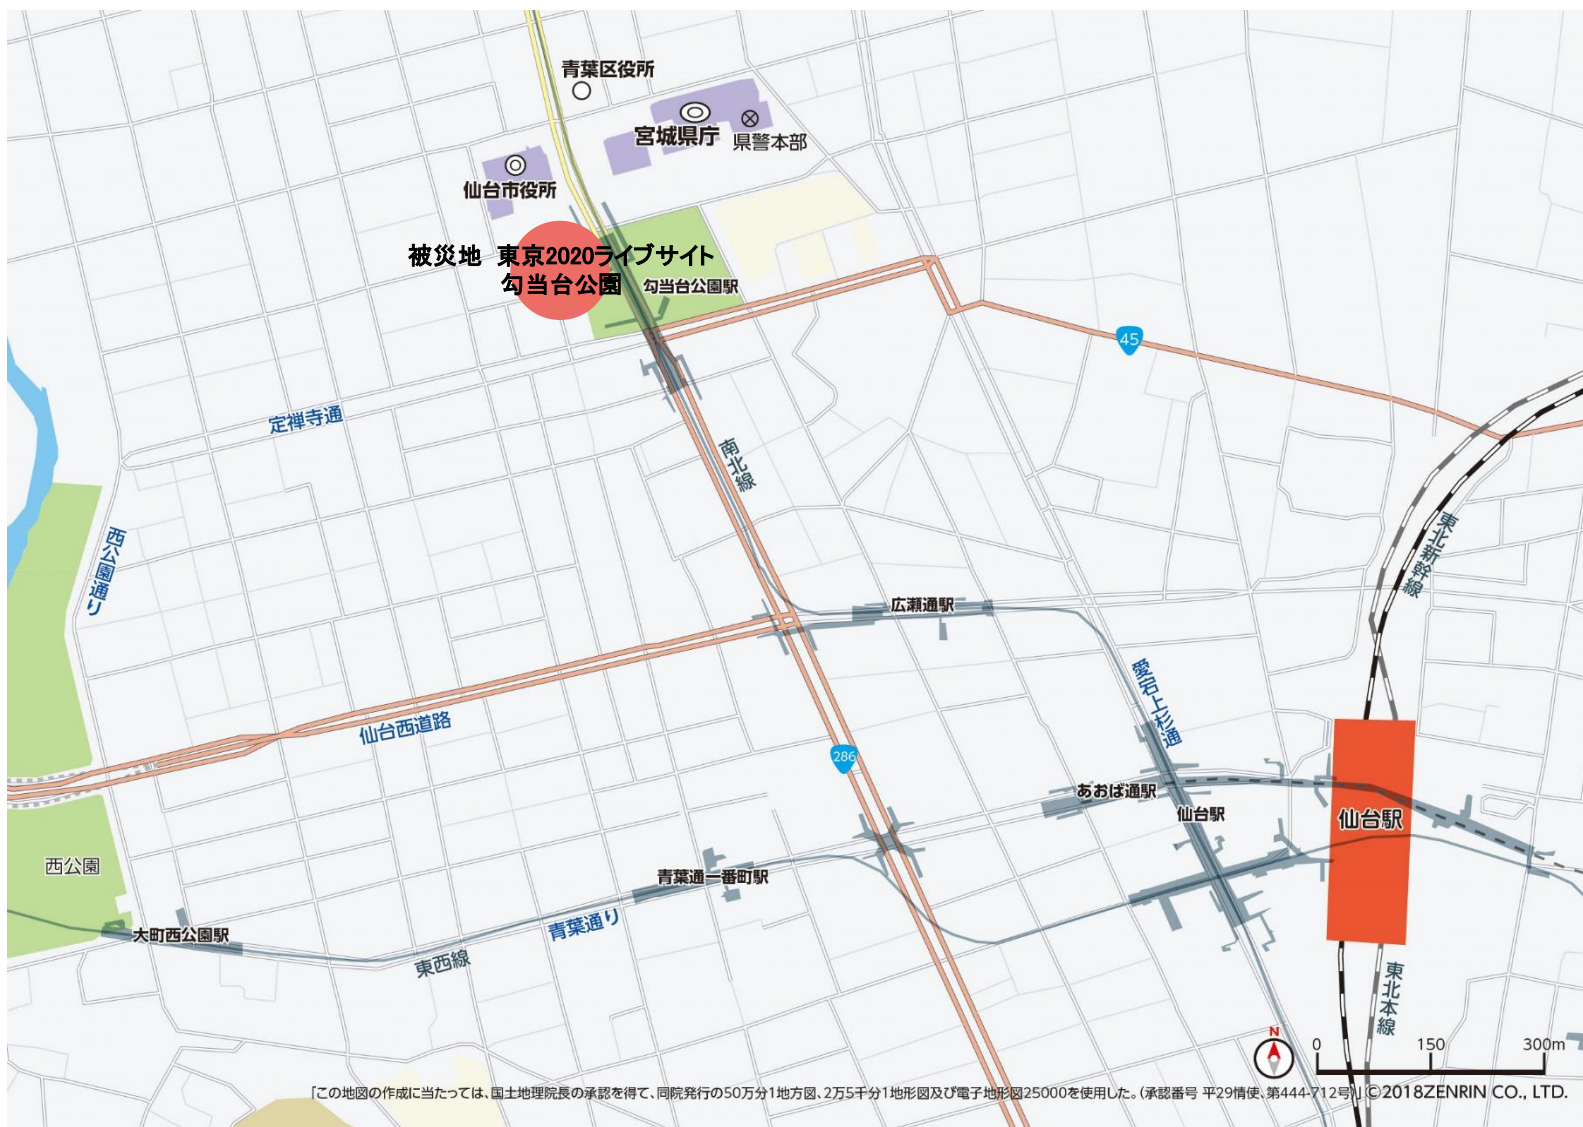 青葉区役所
宮城県庁
県警本部
仙台市役所
被災地 東京2020ライブサイト
勾当台公園
勾当台公園駅
45
定禅寺通
南北線
西公園通り
東北新幹線
広瀬通駅
愛宕上杉通
仙台西道路
286
あおば通駅
仙台駅
仙台駅
西公園
青葉通一番町駅
青葉通り
大町西公園駅
東西線
東北本線
N
0 150 300m
「この地図の作成に当たっては、国土地理院長の承認を得て、同院発行の50万分1地方図、2万5千分1地形図及び電子地形図25000を使用した。(承認番号 平29情使、第444-712号)」©2018ZENRIN CO., LTD.